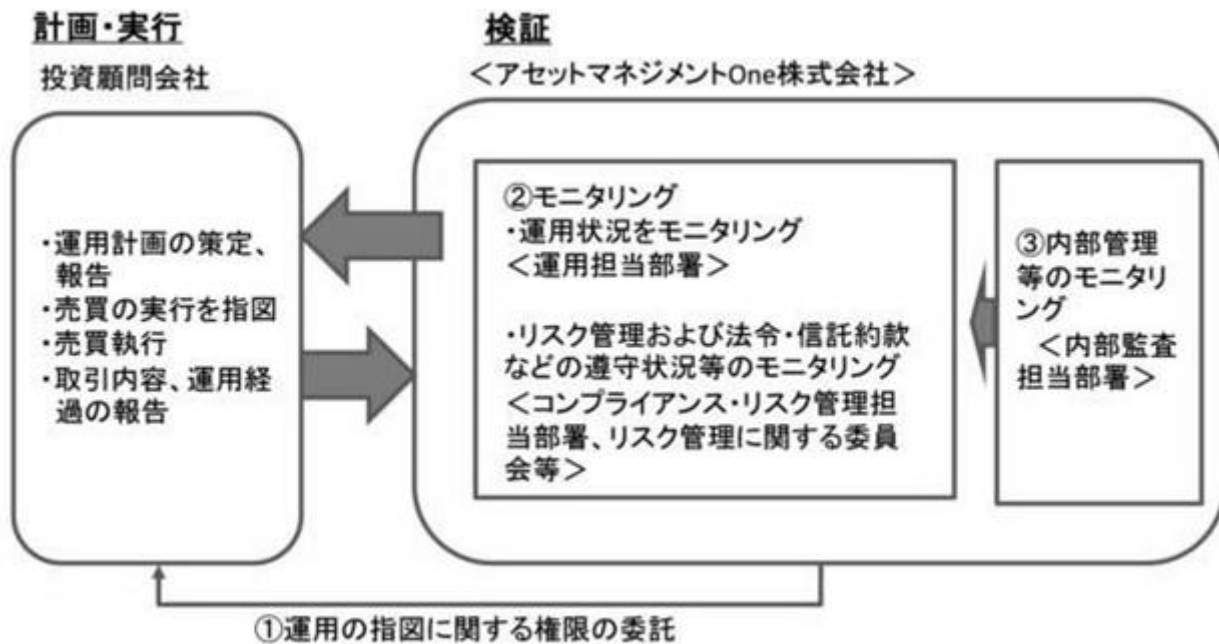 計画・実行
投資顧問会社
・運用計画の策定、
報告
・売買の実行を指図
・売買執行
・取引内容、運用経
過の報告
検証
＜アセットマネジメントOne株式会社＞
②モニタリング
・運用状況をモニタリング
＜運用担当部署＞
・リスク管理および法令・信託約款
などの遵守状況等のモニタリング
＜コンプライアンス・リスク管理担
当部署、リスク管理に関する委員
会等＞
③内部管理
等のモニタリ
ング
＜内部監査
担当部署＞
①運用の指図に関する権限の委託